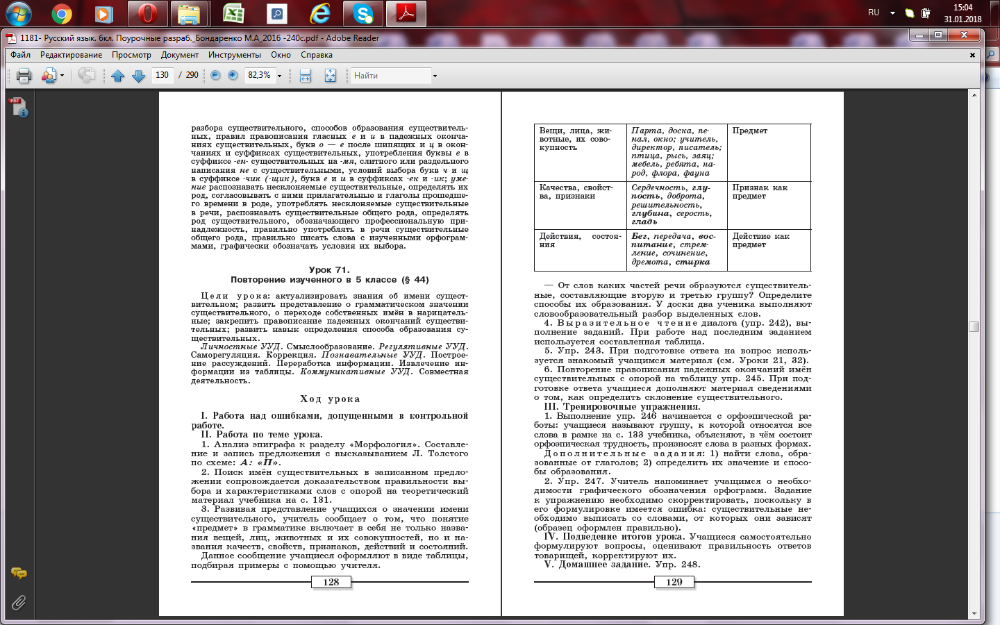 RU
15:04
31.01.2018
1181- Русский язык. 6кл. Поурочные разраб._Бондаренко М.А_2016 -240с.pdf - Adobe Reader
Файл Редактирование Просмотр Документ Инструменты Окно Справка
130 / 290 82,3% Найти
разбора существительного, способов образования существитель-
ных, правил правописания гласных е и и в падежных оконча-
ниях существительных, букв о — е после шипящих и ц в окон-
чаниях и суффиксах существительных, употребления буквы е в
суффиксе -ен- существительных на -мя, слитного или раздельного
написания не с существительными, условий выбора букв ч и щ
в суффиксе -чик (-щик), букв е и и в суффиксах -ек и -ик; уме-
ние распознавать несклоняемые существительные, определять их
род, согласовывать с ними прилагательные и глаголы прошедше-
го времени в роде, употреблять несклоняемые существительные
в речи, распознавать существительные общего рода, определять
род существительного, обозначающего профессиональную при-
надлежность, правильно употреблять в речи существительные
общего рода, правильно писать слова с изученными орфограм-
мами, графически обозначать условия их выбора.
Урок 71.
Повторение изученного в 5 классе (§ 44)
Цели урока: актуализировать знания об имени сущест-
вительном; развить представление о грамматическом значении
существительного, о переходе собственных имён в нарицатель-
ные; закрепить правописание падежных окончаний существи-
тельных; развить навык определения способа образования су-
ществительных.
Личностные УУД. Смыслообразование. Регулятивные УУД.
Саморегуляция. Коррекция. Познавательные УУД. Построе-
ние рассуждений. Переработка информации. Извлечение ин-
формации из таблицы. Коммуникативные УУД. Совместная
деятельность.
Ход урока
I. Работа над ошибками, допущенными в контрольной
работе.
II. Работа по теме урока.
1. Анализ эпиграфа к разделу «Морфология». Составле-
ние и запись предложения с высказыванием Л. Толстого
по схеме: А: «П».
2. Поиск имён существительных в записанном предло-
жении сопровождается доказательством правильности вы-
бора и характеристиками слов с опорой на теоретический
материал учебника на с. 131.
3. Развивая представление учащихся о значении имени
существительного, учитель сообщает о том, что понятие
«предмет» в грамматике включает в себя не только назва-
ния вещей, лиц, животных и их совокупностей, но и на-
звания качеств, свойств, признаков, действий и состояний.
Данное сообщение учащиеся оформляют в виде таблицы,
подбирая примеры с помощью учителя.
128
Вещи, лица, жи- Парта, доска, пе- Предмет
вотные, их сово- нал, окно; учитель,
купность директор, писатель;
птица, рысь, заяц;
мебель, ребята, на-
род, флора, фауна
Качества, свойст- Сердечность, глу- Признак как
ва, признаки пость, доброта, предмет
решительность,
глубина, серость,
гладь
Действия, состоя- Бег, передача, вос- Действие как
ния питание, стрем- предмет
ление, сочинение,
дремота, стирка
— От слов каких частей речи образуются существитель-
ные, составляющие вторую и третью группу? Определите
способы их образования. У доски два ученика выполняют
словообразовательный разбор выделенных слов.
4. Выразительное чтение диалога (упр. 242), вы-
полнение заданий. При работе над последним заданием
используется составленная таблица.
5. Упр. 243. При подготовке ответа на вопрос исполь-
зуется знакомый учащимся материал (см. Уроки 21, 32).
6. Повторение правописания падежных окончаний имён
существительных с опорой на таблицу упр. 245. При под-
готовке ответа учащиеся дополняют материал сведениями
о том, как определить склонение существительного.
III. Тренировочные упражнения.
1. Выполнение упр. 246 начинается с орфоэпической ра-
боты: учащиеся называют группу, к которой относятся все
слова в рамке на с. 133 учебника, объясняют, в чём состоит
орфоэпическая трудность, произносят слова в разных формах.
Дополнительные задания: 1) найти слова, обра-
зованные от глаголов; 2) определить их значение и спосо-
бы образования.
2. Упр. 247. Учитель напоминает учащимся о необхо-
димости графического обозначения орфограмм. Задание
к упражнению необходимо скорректировать, поскольку в
его формулировке имеется ошибка: существительные не-
обходимо выписать со словами, от которых они зависят
(образец оформлен правильно).
IV. Подведение итогов урока. Учащиеся самостоятельно
формулируют вопросы, оценивают правильность ответов
товарищей, корректируют их.
V. Домашнее задание. Упр. 248.
129